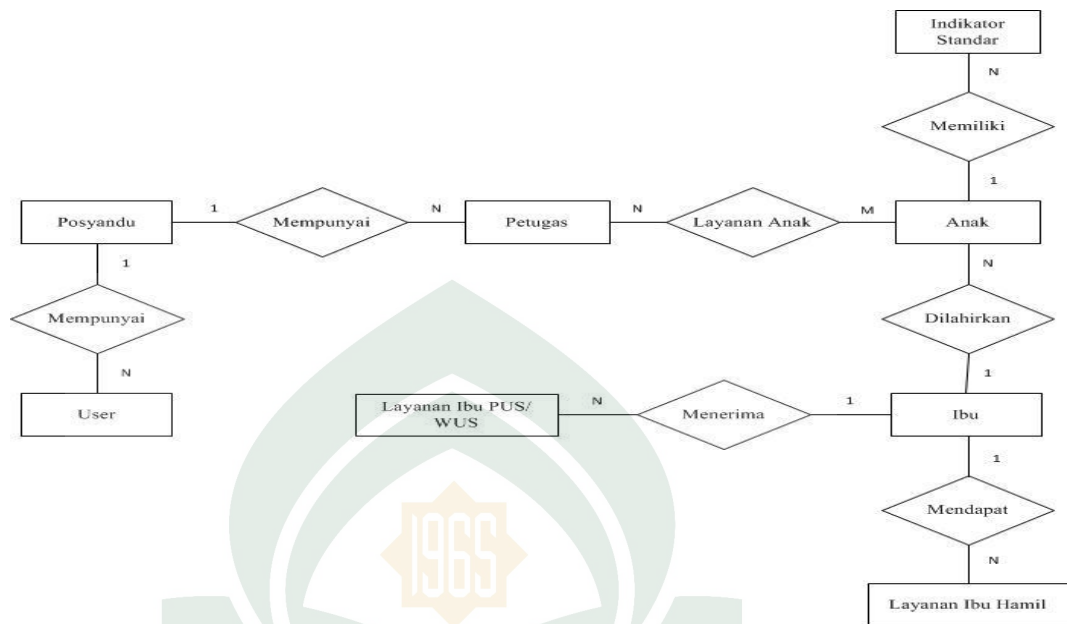 Indikator
Standar
N
Memiliki
1
Posyandu
1
Mempunyai
N
Petugas
N
Layanan Anak
M
Anak
1
Mempunyai
N
User
N
Dilahirkan
1
Layanan Ibu PUS/
WUS
N
Menerima
1
Ibu
1
Mendapat
N
Layanan Ibu Hamil
1965